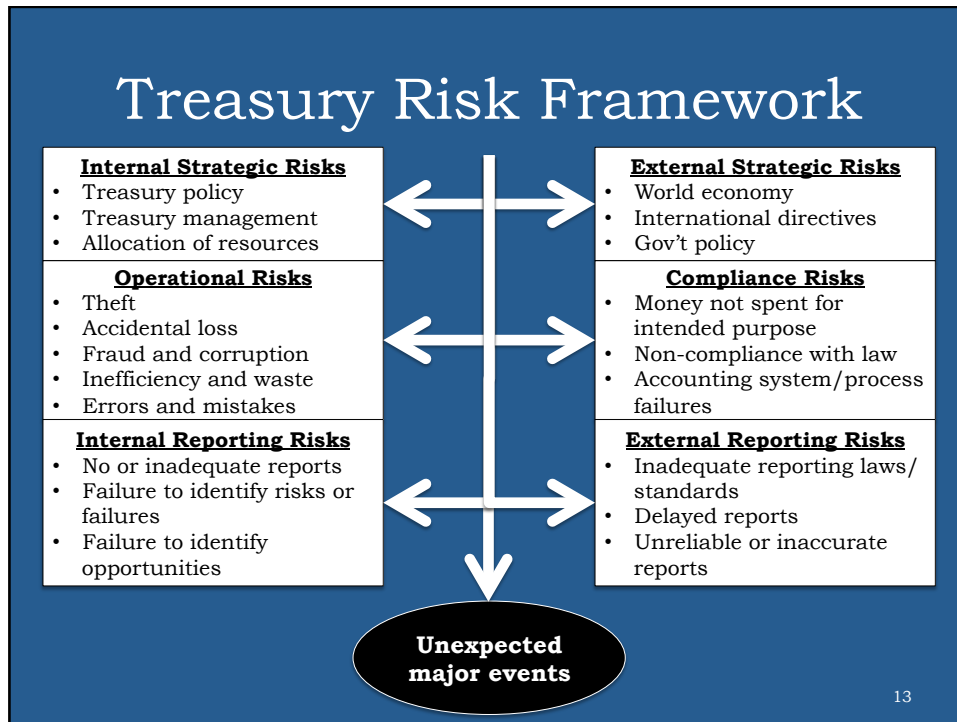 Treasury Risk Framework
Internal Strategic Risks
• Treasury policy
• Treasury management
• Allocation of resources
Operational Risks
• Theft
• Accidental loss
• Fraud and corruption
• Inefficiency and waste
• Errors and mistakes
Internal Reporting Risks
• No or inadequate reports
• Failure to identify risks or
failures
• Failure to identify
opportunities
External Strategic Risks
• World economy
• International directives
• Gov't policy
Compliance Risks
• Money not spent for
intended purpose
• Non-compliance with law
• Accounting system/process
failures
External Reporting Risks
• Inadequate reporting laws/
standards
• Delayed reports
• Unreliable or inaccurate
reports
Unexpected
major events
13